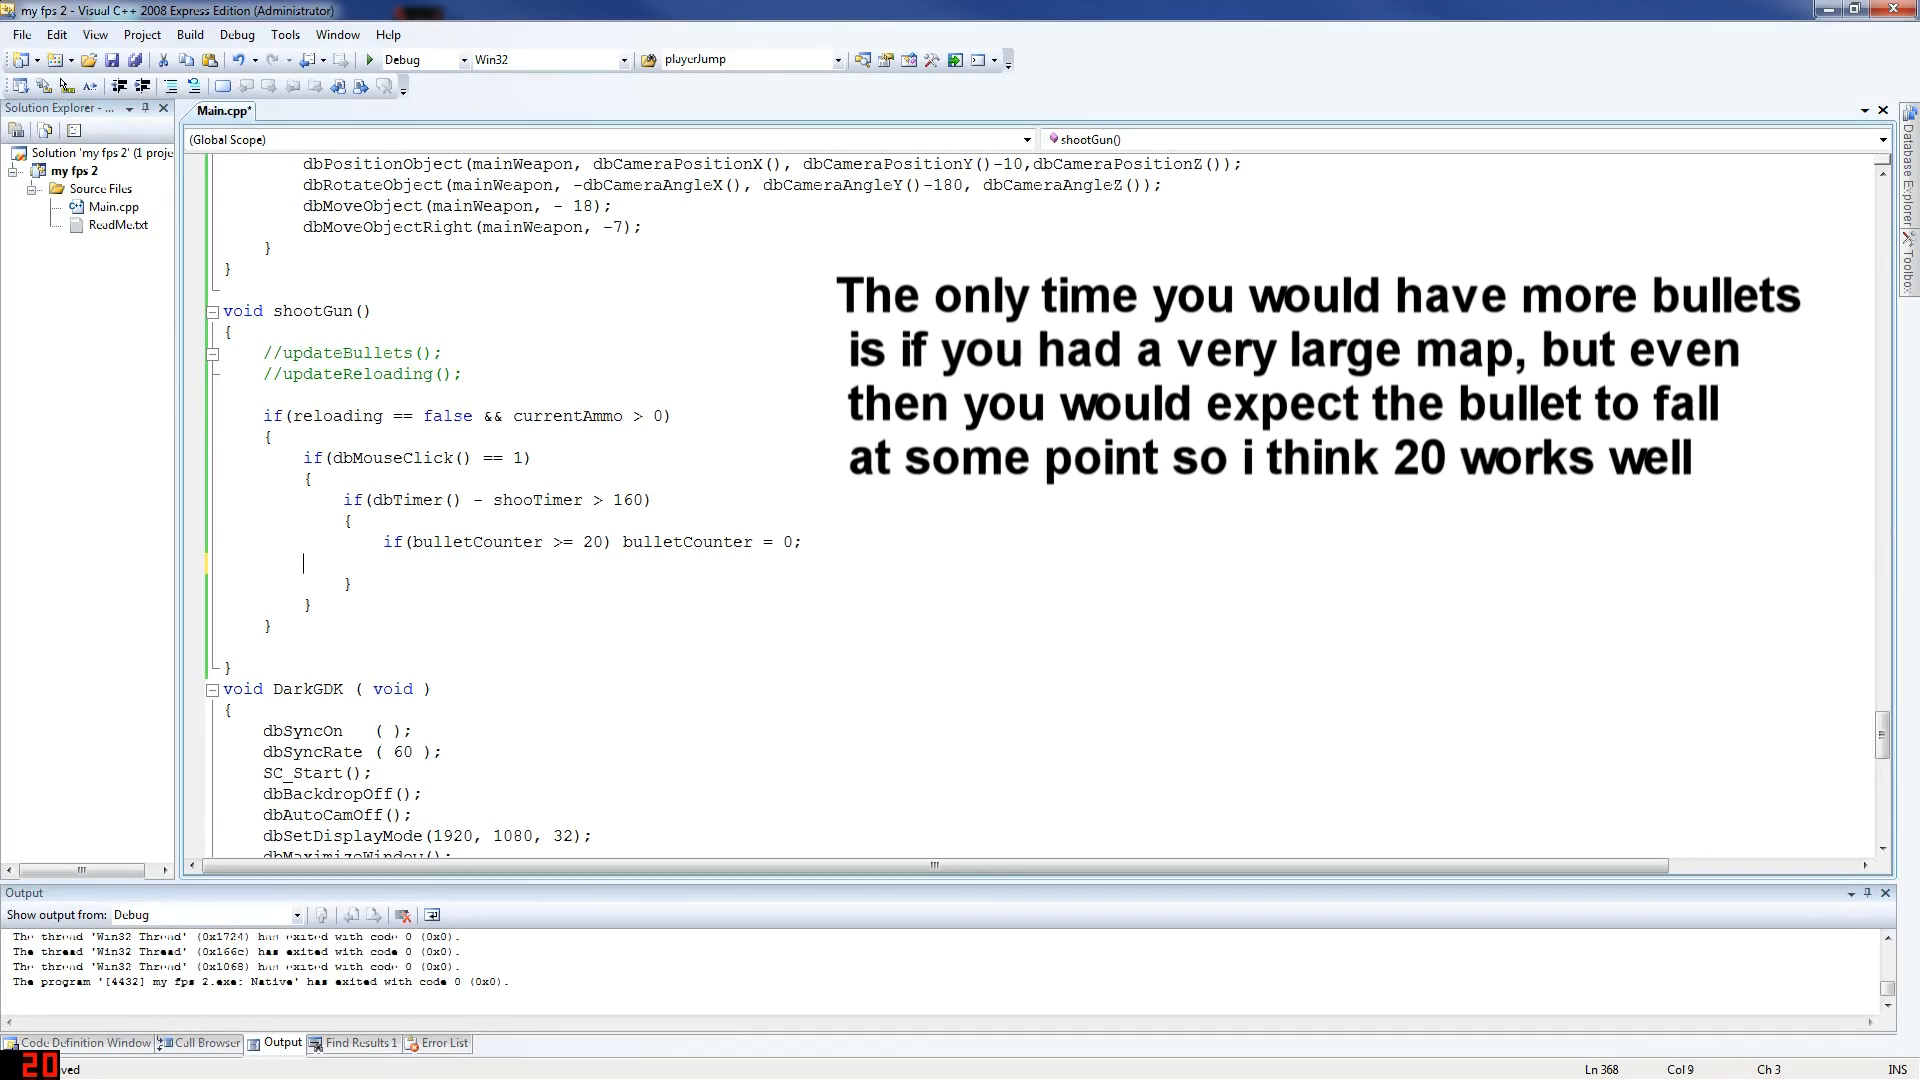 my fps 2 - Visual C++ 2008 Express Edition (Administrator)
File Edit View Project Build Debug Tools Window Help
Debug Win32 playerJump
Solution Explorer - ...
Main.cpp*
(Global Scope) shootGun()
Solution 'my fps 2' (1 proje
my fps 2
Source Files
Main.cpp
ReadMe.txt
dbPositionObject(mainWeapon, dbCameraPositionX(), dbCameraPositionY()-10,dbCameraPositionZ());
dbRotateObject(mainWeapon, -dbCameraAngleX(), dbCameraAngleY()-180, dbCameraAngleZ());
dbMoveObject(mainWeapon, - 18);
dbMoveObjectRight(mainWeapon, -7);
}
}
void shootGun()
{
//updateBullets();
//updateReloading();
if(reloading == false && currentAmmo > 0)
{
if(dbMouseClick() == 1)
{
if(dbTimer() - shooTimer > 160)
{
if(bulletCounter >= 20) bulletCounter = 0;
}
}
}
}
void DarkGDK ( void )
{
dbSyncOn ( );
dbSyncRate ( 60 );
SC_Start();
dbBackdropOff();
dbAutoCamOff();
dbSetDisplayMode(1920, 1080, 32);
dbMaximizeWindow();
The only time you would have more bullets
is if you had a very large map, but even
then you would expect the bullet to fall
at some point so i think 20 works well
Database Explorer
Toolbox
Output
Show output from: Debug
The thread 'Win32 Thread' (0x1724) has exited with code 0 (0x0).
The thread 'Win32 Thread' (0x166c) has exited with code 0 (0x0).
The thread 'Win32 Thread' (0x1068) has exited with code 0 (0x0).
The program '[4432] my fps 2.exe: Native' has exited with code 0 (0x0).
Code Definition Window Call Browser Output Find Results 1 Error List
20 ved Ln 368 Col 9 Ch 3 INS